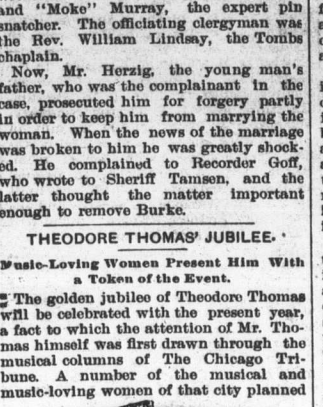 and "Moke" Murray, the expert pin
snatcher. The officiating clergyman was
the Rev. William Lindsay, the Tombs
chaplain.
Now, Mr. Herzig, the young man's
father, who was the complainant in the
case, prosecuted him for forgery partly
in order to keep him from marrying the
woman. When the news of the marriage
was broken to him he was greatly shock-
ed. He complained to Recorder Goff,
who wrote to Sheriff Tamsen, and the
latter thought the matter important
enough to remove Burke.
THEODORE THOMAS' JUBILEE.
Music-Loving Women Present Him With
a Token of the Event.
The golden jubilee of Theodore Thomas
will be celebrated with the present year,
a fact to which the attention of Mr. Tho-
mas himself was first drawn through the
musical columns of The Chicago Tri-
bune. A number of the musical and
music-loving women of that city planned